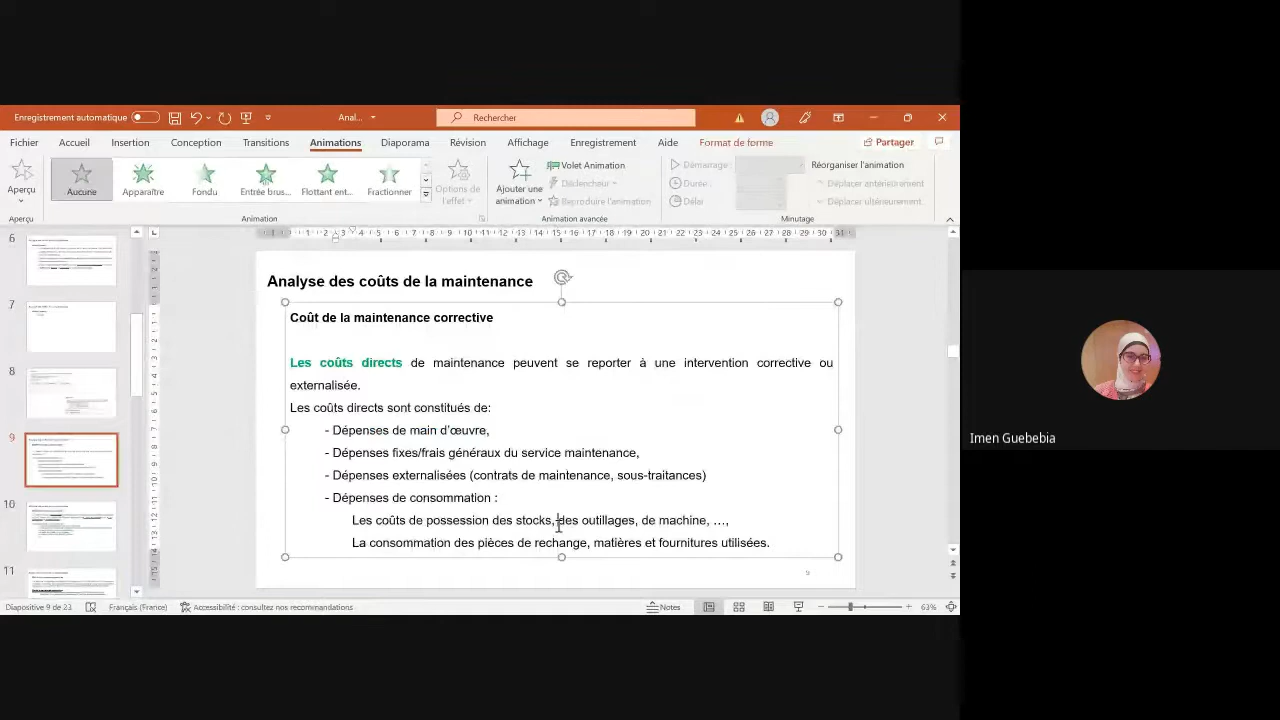 Enregistrement automatique
Anal...
Rechercher
Fichier
Accueil
Insertion
Conception
Transitions
Animations
Diaporama
Révision
Affichage
Enregistrement
Aide
Format de forme
Partager
Aperçu
Aucune
Apparaître
Fondu
Entrée brus...
Flottant ent...
Fractionner
Options de
l'effet
Ajouter une
animation
Volet Animation
Déclencheur
Reproduire l'animation
Démarrage :
Durée :
Délai :
Réorganiser l'animation
Déplacer antérieurement
Déplacer ultérieurement
Aperçu
Animation
Animation avancée
Minutage
6
7
8
9
10
11
Analyse des coûts de la maintenance
Coût de la maintenance corrective
Les coûts directs de maintenance peuvent se reporter à une intervention corrective ou
externalisée.
Les coûts directs sont constitués de:
- Dépenses de main d'œuvre,
- Dépenses fixes/frais généraux du service maintenance,
- Dépenses externalisées (contrats de maintenance, sous-traitances)
- Dépenses de consommation :
Les coûts de possession des stocks, des outillages, de machine, …,
La consommation des pièces de rechange, matières et fournitures utilisées.
9
Diapositive 9 de 23
Français (France)
Accessibilité : consultez nos recommandations
Notes
63%
Imen Guebebia